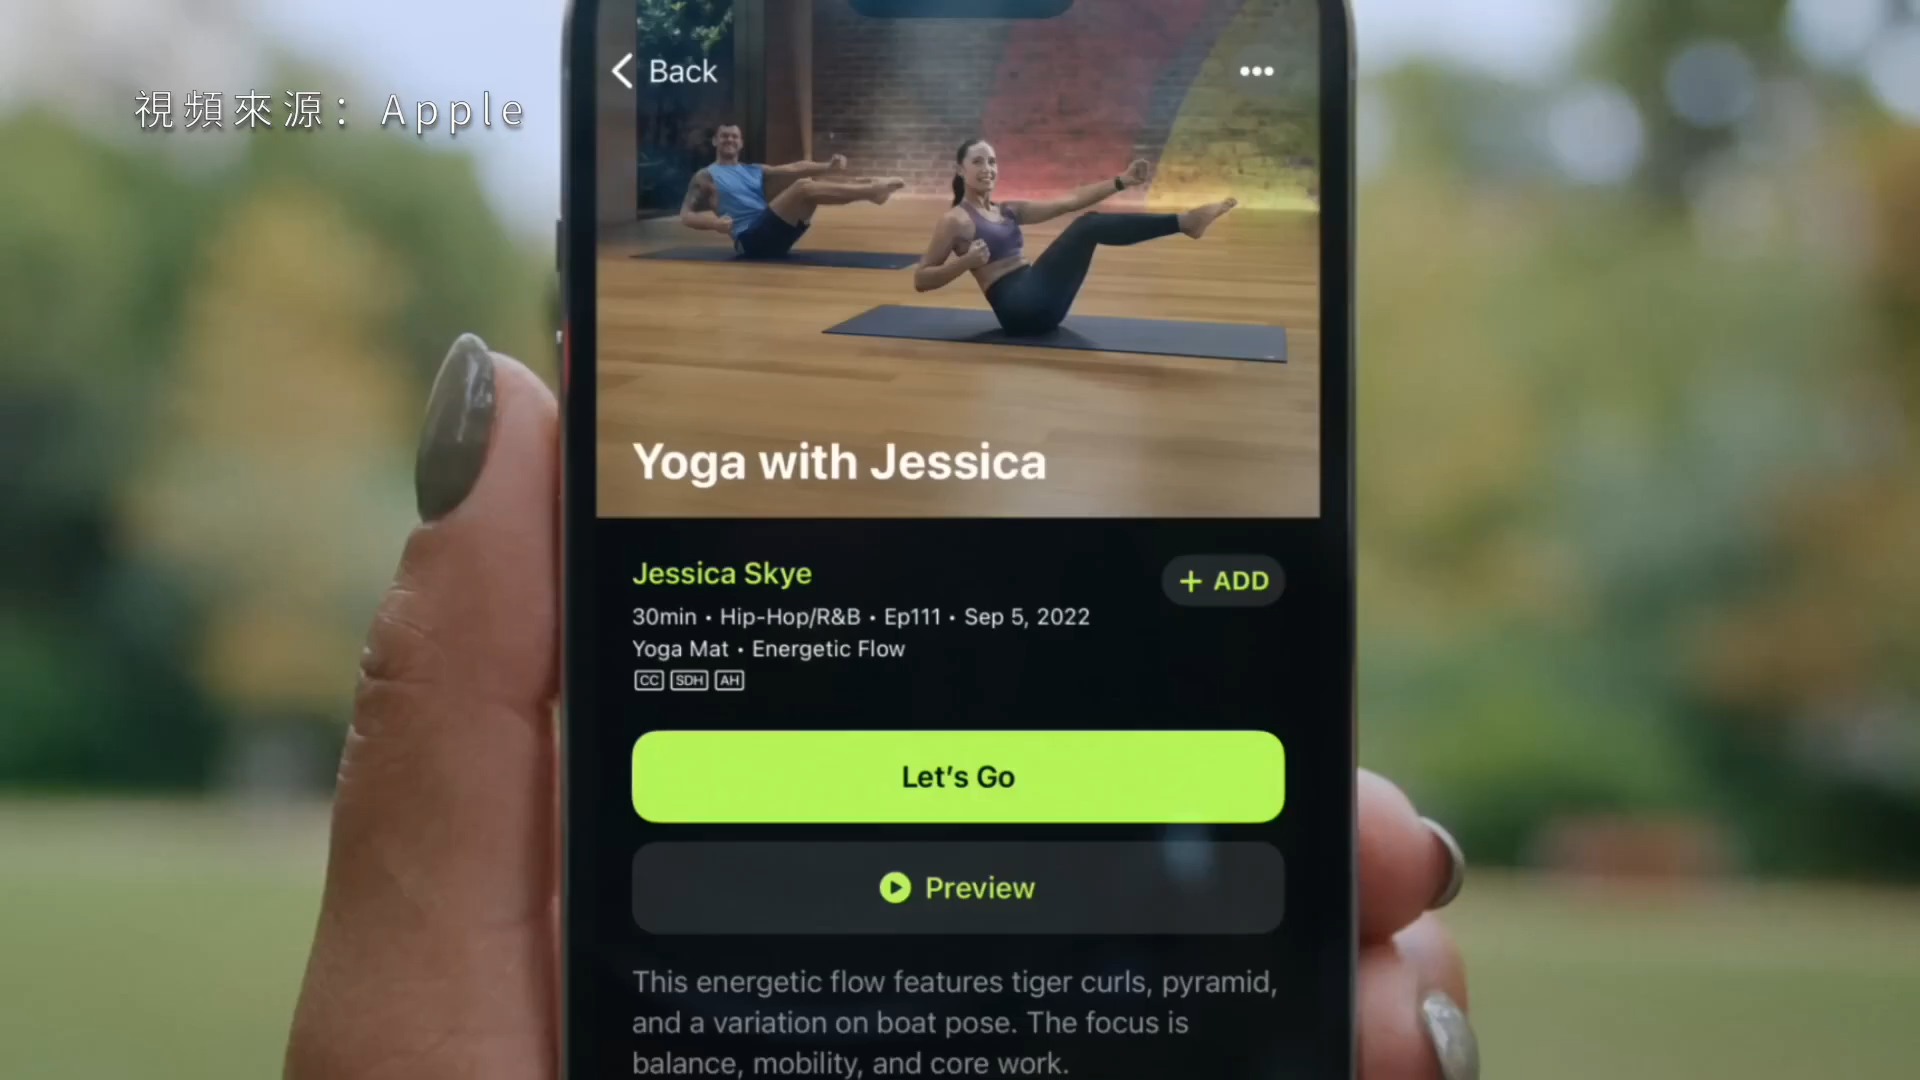 視頻來源：Apple
Back
Yoga with Jessica
Jessica Skye
+ ADD
30min • Hip-Hop/R&B • Ep111 • Sep 5, 2022
Yoga Mat • Energetic Flow
CC SDH AH
Let's Go
Preview
This energetic flow features tiger curls, pyramid,
and a variation on boat pose. The focus is
balance, mobility, and core work.